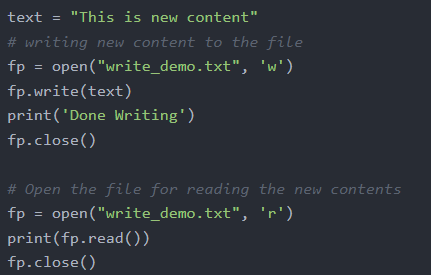 text = "This is new content"
# writing new content to the file
fp = open("write_demo.txt", 'w')
fp.write(text)
print('Done Writing')
fp.close()

# Open the file for reading the new contents
fp = open("write_demo.txt", 'r')
print(fp.read())
fp.close()